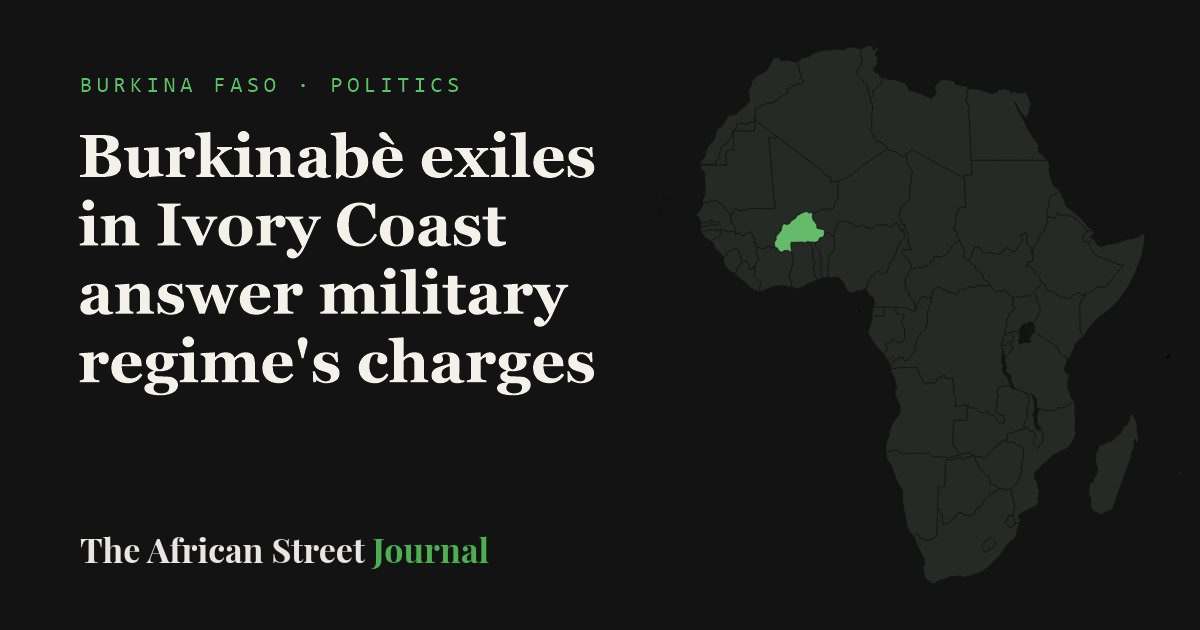 BURKINA FASO · POLITICS
Burkinabè exiles
in Ivory Coast
answer military
regime's charges
The African Street Journal